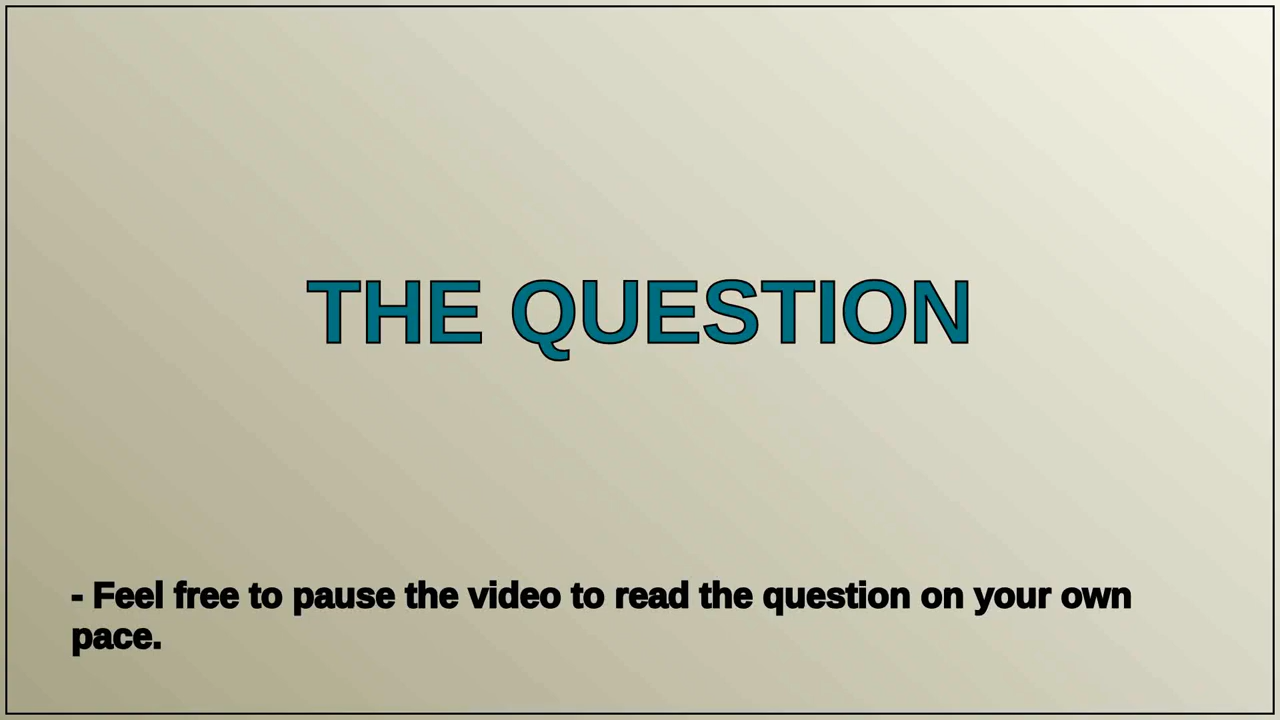 THE QUESTION
- Feel free to pause the video to read the question on your own
pace.